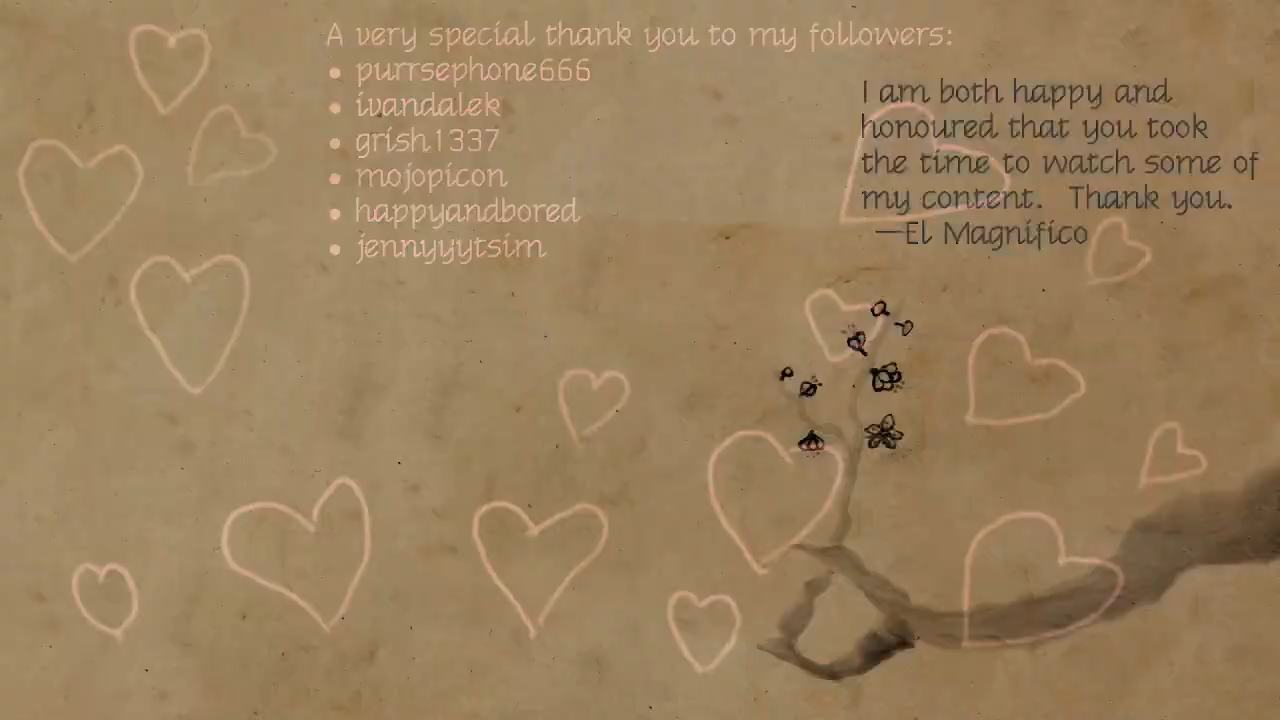 A very special thank you to my followers:
• purrsephone666
• ivandalek
• grish1337
• mojopicon
• happyandbored
• jennyyytsim
I am both happy and
honoured that you took
the time to watch some of
my content.  Thank you.
—El Magnifico